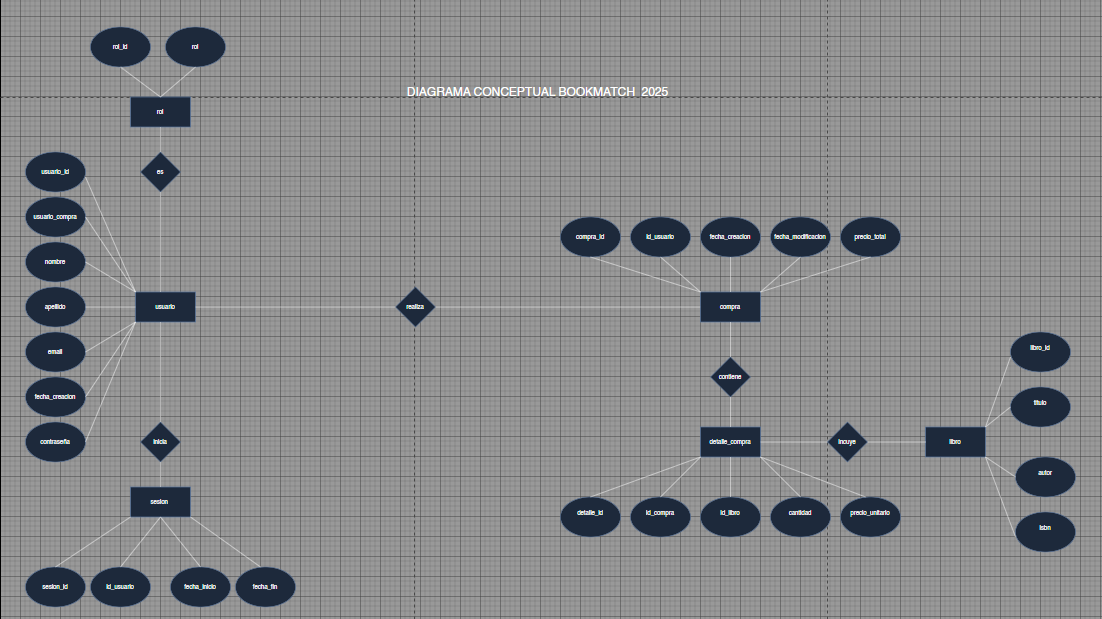 rol_id
rol
DIAGRAMA CONCEPTUAL BOOKMATCH 2025
rol
es
usuario_id
usuario_compra
nombre
apellido
email
fecha_creacion
contraseña
usuario
realiza
compra_id
id_usuario
fecha_creacion
fecha_modificacion
precio_total
compra
contiene
detalle_compra
incuye
libro
libro_id
titulo
autor
isbn
detalle_id
id_compra
id_libro
cantidad
precio_unitario
inicia
sesion
sesion_id
id_usuario
fecha_inicio
fecha_fin